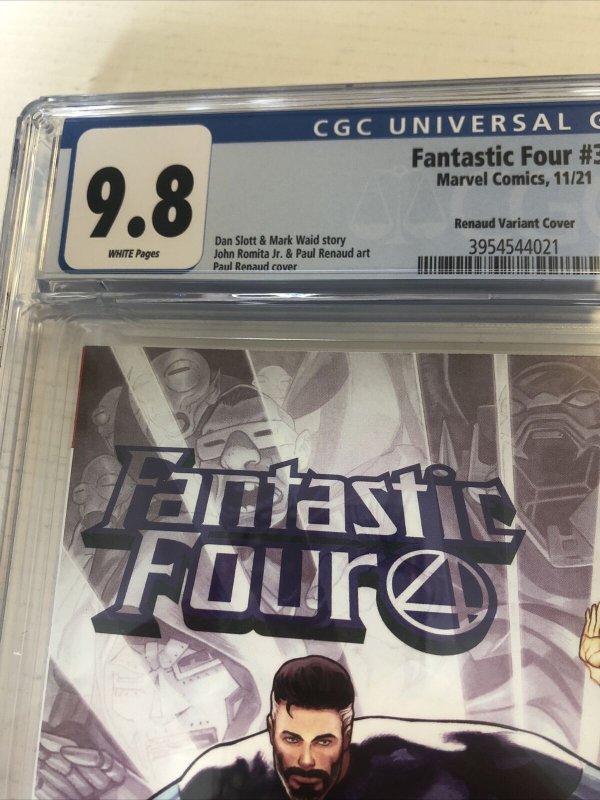 CGC UNIVERSAL G
9.8
WHITE Pages
Fantastic Four #3
Marvel Comics, 11/21
Renaud Variant Cover
3954544021
Dan Slott & Mark Waid story
John Romita Jr. & Paul Renaud art
Paul Renaud cover
Fantastic
Four 4